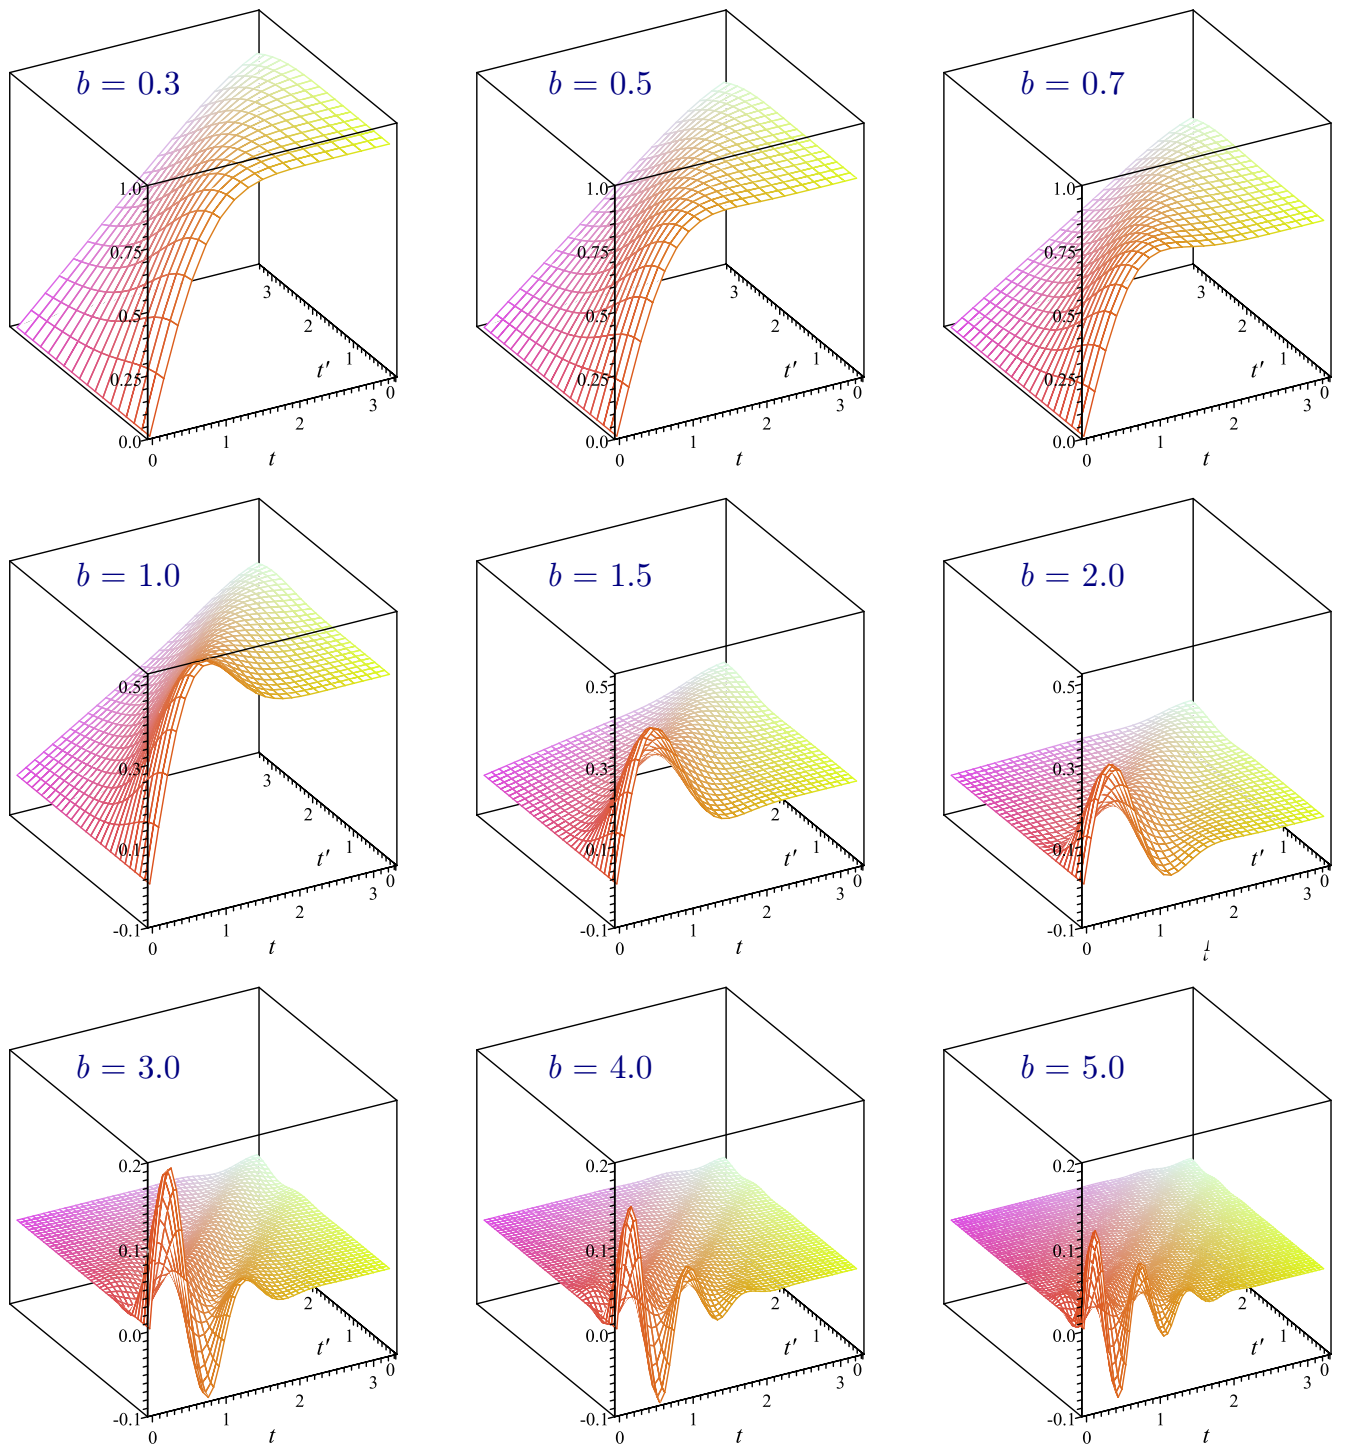 b = 0.3 b = 0.5 b = 0.7
1.0 1.0 1.0
0.75 0.75 0.75
3 3 3
0.5 2 0.5 2 0.5 2
1 1 1
0.25 t′ 0.25 t′ 0.25 t′
3 0 3 0 3 0
0.0 1 2 0.0 1 2 0.0 1 2
0 t 0 t 0 t
b = 1.0 b = 1.5 b = 2.0
0.5 0.5 0.5
0.3 3 0.3 0.3
2 2
0.1 t′ 1 0.1 t′ 1 0.1 t′ 1
3 0 3 0 3 0
-0.1 1 2 -0.1 1 2 -0.1 1 2
0 t 0 t 0
b = 3.0 b = 4.0 b = 5.0
0.2 0.2 0.2
0.1 0.1 0.1
2 2 2
0.0 t′ 1 0.0 t′ 1 0.0 t′ 1
3 0 3 0 3 0
-0.1 1 2 -0.1 1 2 -0.1 1 2
0 t 0 t 0 t